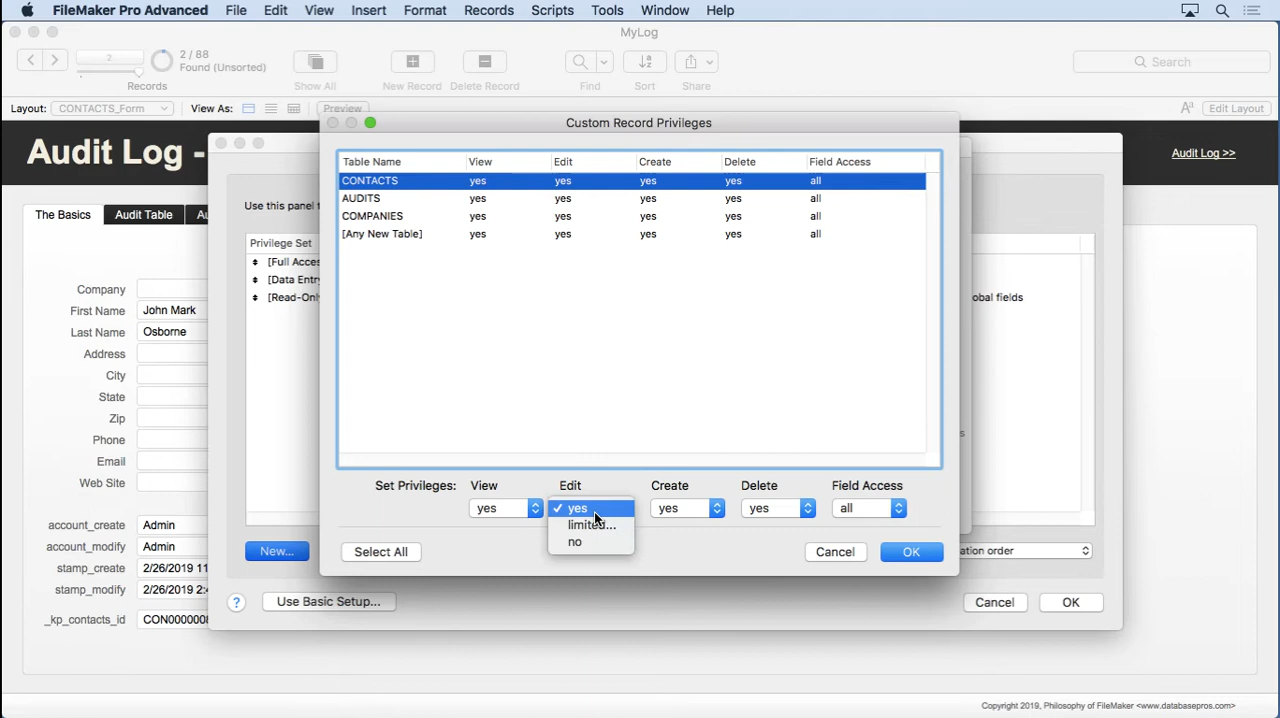 FileMaker Pro Advanced File Edit View Insert Format Records Scripts Tools Window Help
MyLog
2
2 / 88
Found (Unsorted)
Records Show All New Record Delete Record Find Sort Share
Search
Layout: CONTACTS_Form View As: Preview Aa Edit Layout
Audit Log -
Audit Log >>
The Basics Audit Table Au
Company
First Name John Mark
Last Name Osborne
Address
City
State
Zip
Phone
Email
Web Site
account_create Admin
account_modify Admin
stamp_create 2/26/2019 11
stamp_modify 2/26/2019 2:4
_kp_contacts_id CON0000008
Use this panel t
Privilege Set
[Full Acces
[Data Entry
[Read-Only
obal fields
New...
ation order
? Use Basic Setup... Cancel OK
Custom Record Privileges
Table Name View Edit Create Delete Field Access
CONTACTS yes yes yes yes all
AUDITS yes yes yes yes all
COMPANIES yes yes yes yes all
[Any New Table] yes yes yes yes all
Set Privileges: View Edit Create Delete Field Access
yes ✓ yes yes yes all
limited...
no
Select All Cancel OK
Copyright 2019, Philosophy of FileMaker <www.databasepros.com>